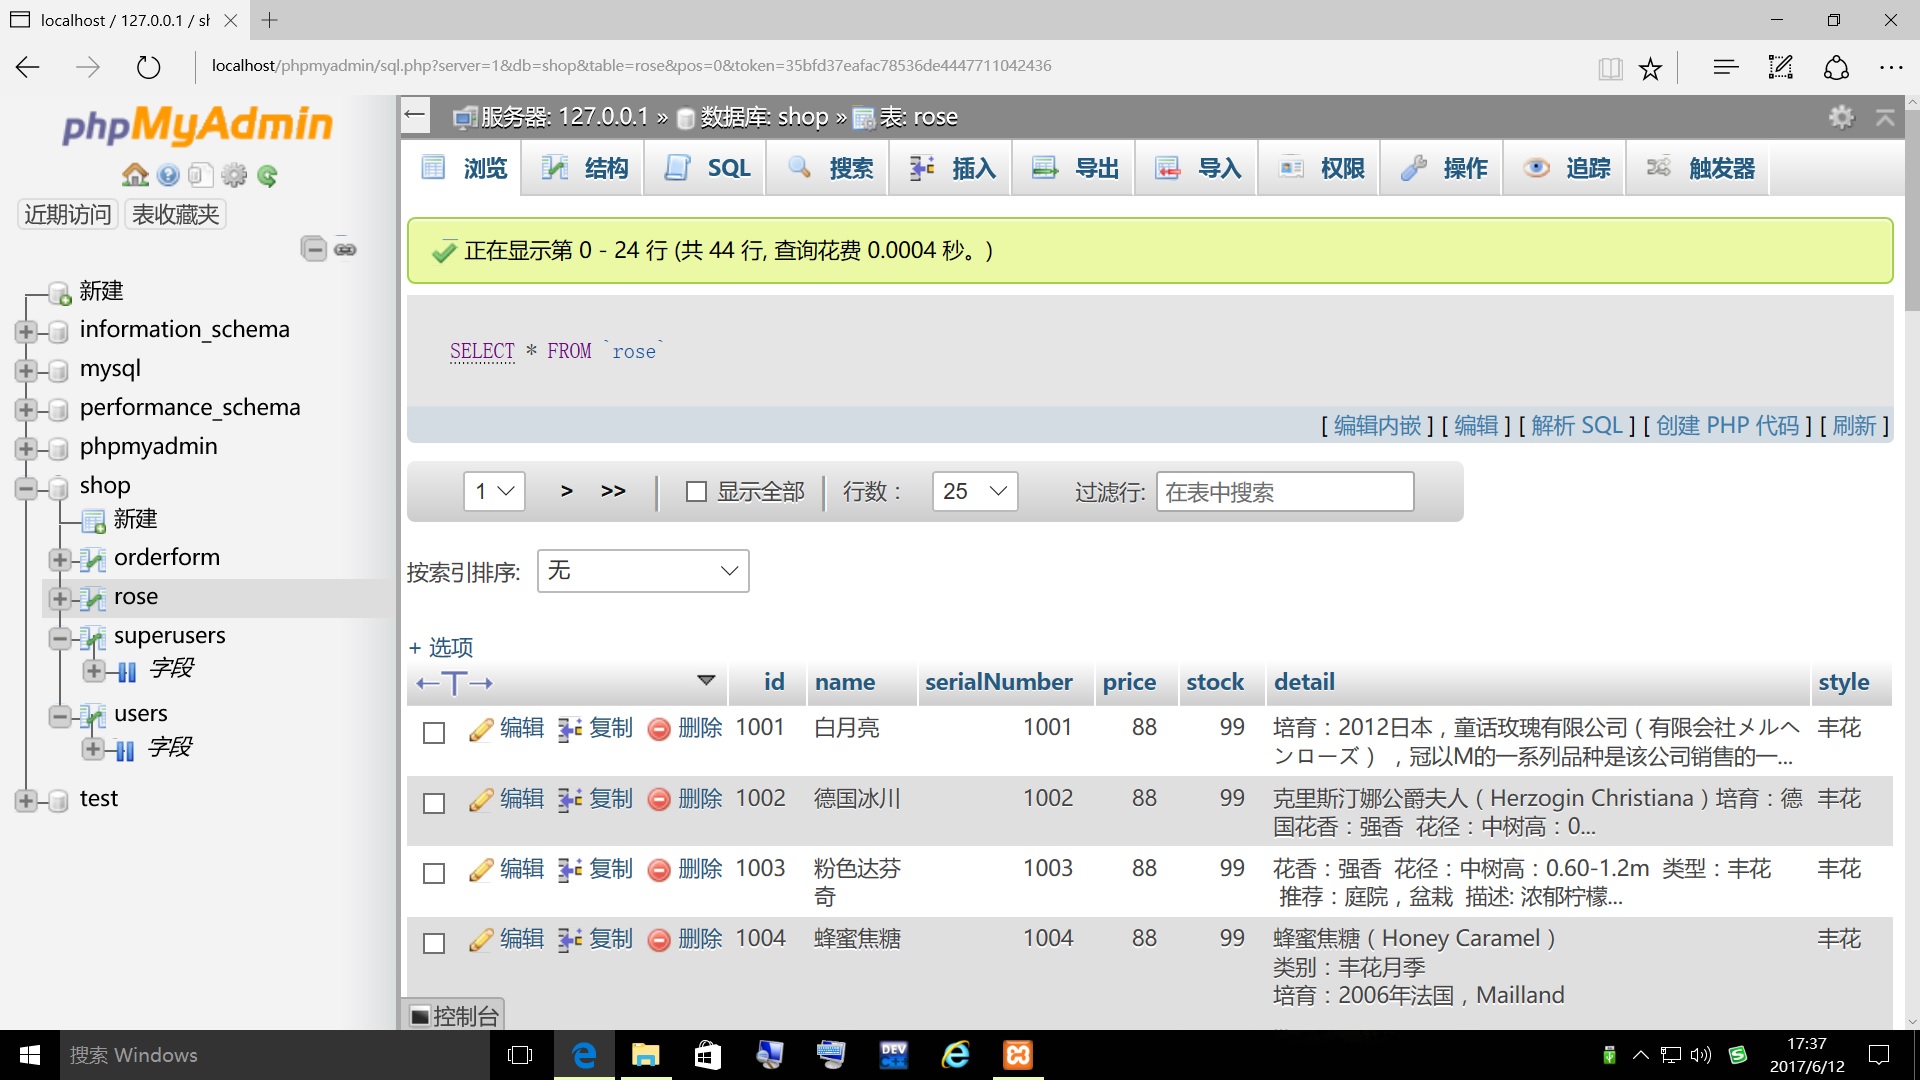 localhost / 127.0.0.1 / sh
localhost/phpmyadmin/sql.php?server=1&db=shop&table=rose&pos=0&token=35bfd37eafac78536de4447711042436
phpMyAdmin
近期访问 表收藏夹
新建
information_schema
mysql
performance_schema
phpmyadmin
shop
新建
orderform
rose
superusers
字段
users
字段
test
服务器: 127.0.0.1 » 数据库: shop » 表: rose
浏览 结构 SQL 搜索 插入 导出 导入 权限 操作 追踪 触发器
正在显示第 0 - 24 行 (共 44 行, 查询花费 0.0004 秒。)
SELECT * FROM `rose`
[ 编辑内嵌 ] [ 编辑 ] [ 解析 SQL ] [ 创建 PHP 代码 ] [ 刷新 ]
1 > >> 显示全部 行数： 25 过滤行: 在表中搜索
按索引排序: 无
+ 选项
←T→ id name serialNumber price stock detail style
编辑 复制 删除 1001 白月亮 1001 88 99 培育：2012日本，童话玫瑰有限公司（有限会社メルヘ 丰花
ンローズ），冠以M的一系列品种是该公司销售的一...
编辑 复制 删除 1002 德国冰川 1002 88 99 克里斯汀娜公爵夫人（Herzogin Christiana）培育：德 丰花
国花香：强香 花径：中树高：0...
编辑 复制 删除 1003 粉色达芬 1003 88 99 花香：强香 花径：中树高：0.60-1.2m 类型：丰花 丰花
奇 推荐：庭院，盆栽 描述: 浓郁柠檬...
编辑 复制 删除 1004 蜂蜜焦糖 1004 88 99 蜂蜜焦糖（Honey Caramel） 丰花
类别：丰花月季
培育：2006年法国，Mailland
...
控制台
搜索 Windows
DEV
17:37
2017/6/12